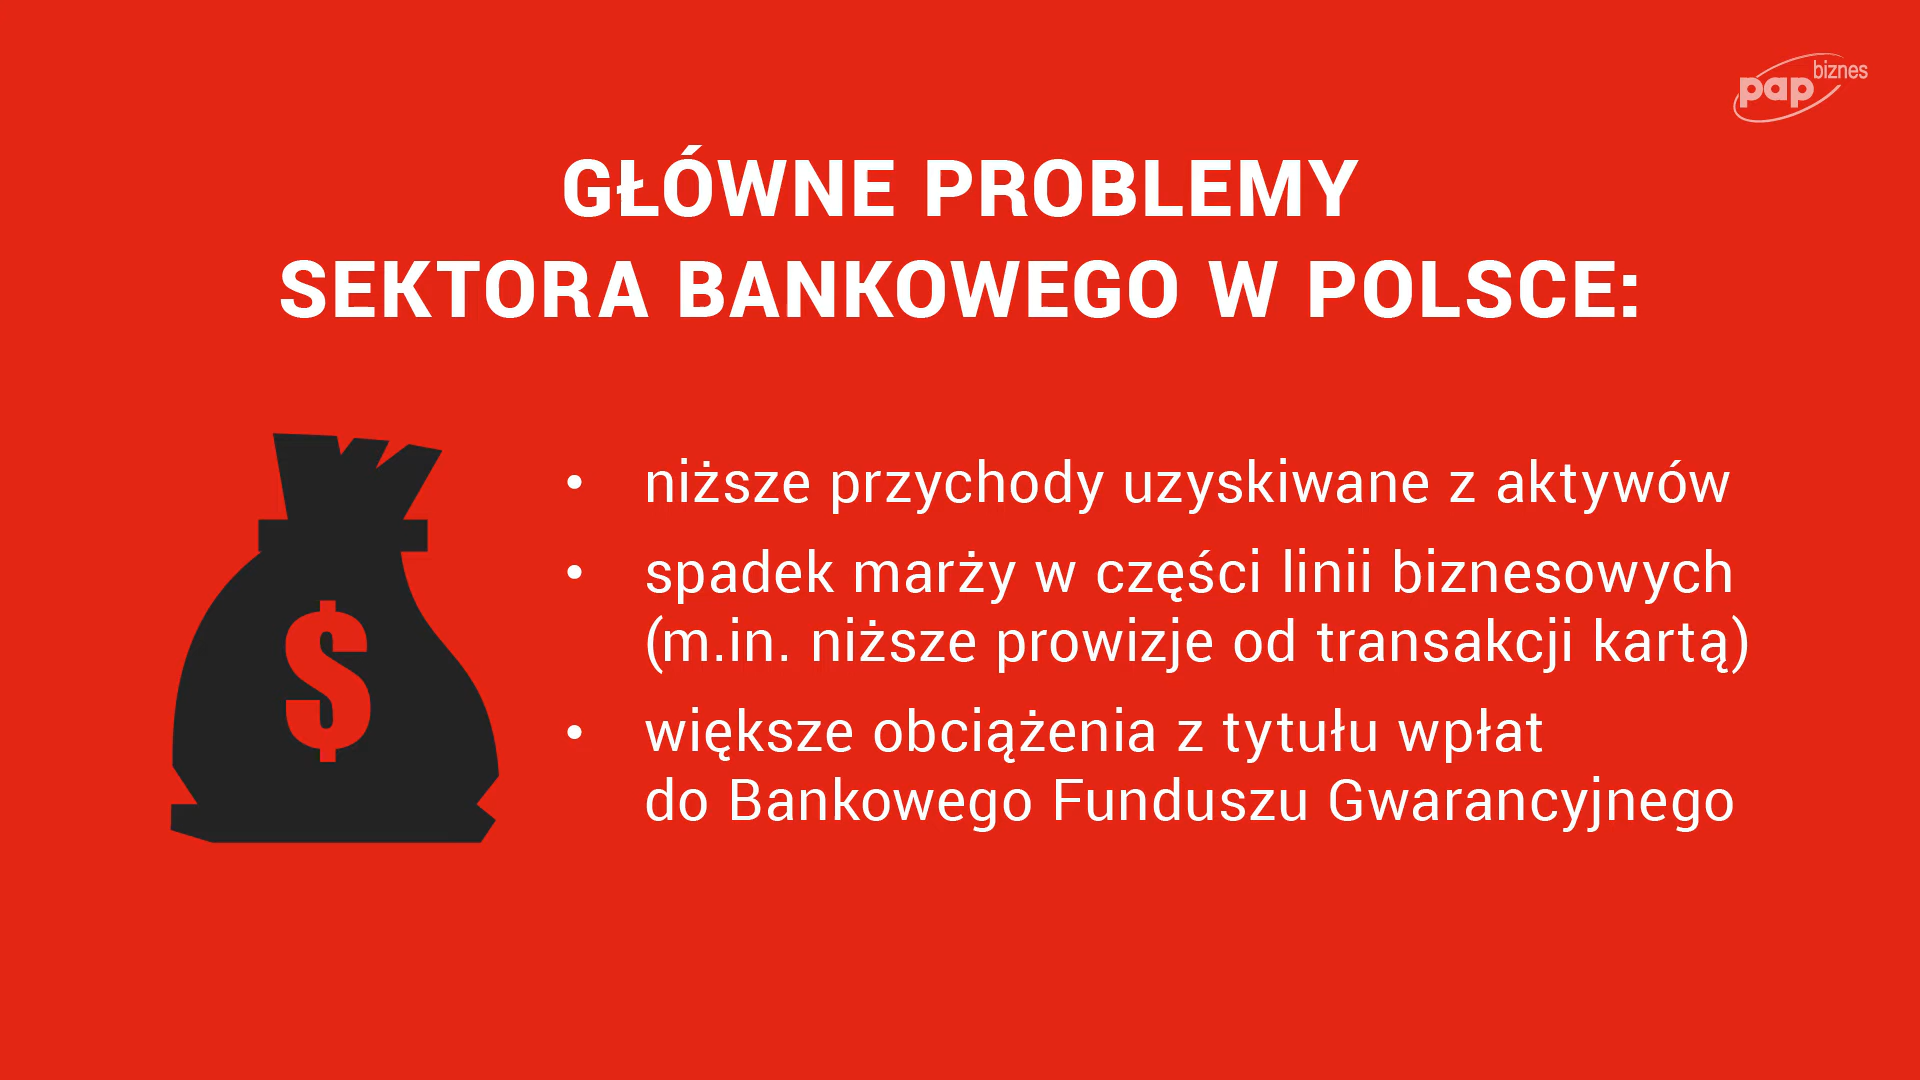 pap biznes
GŁÓWNE PROBLEMY
SEKTORA BANKOWEGO W POLSCE:
$
• niższe przychody uzyskiwane z aktywów
• spadek marży w części linii biznesowych
(m.in. niższe prowizje od transakcji kartą)
• większe obciążenia z tytułu wpłat
do Bankowego Funduszu Gwarancyjnego